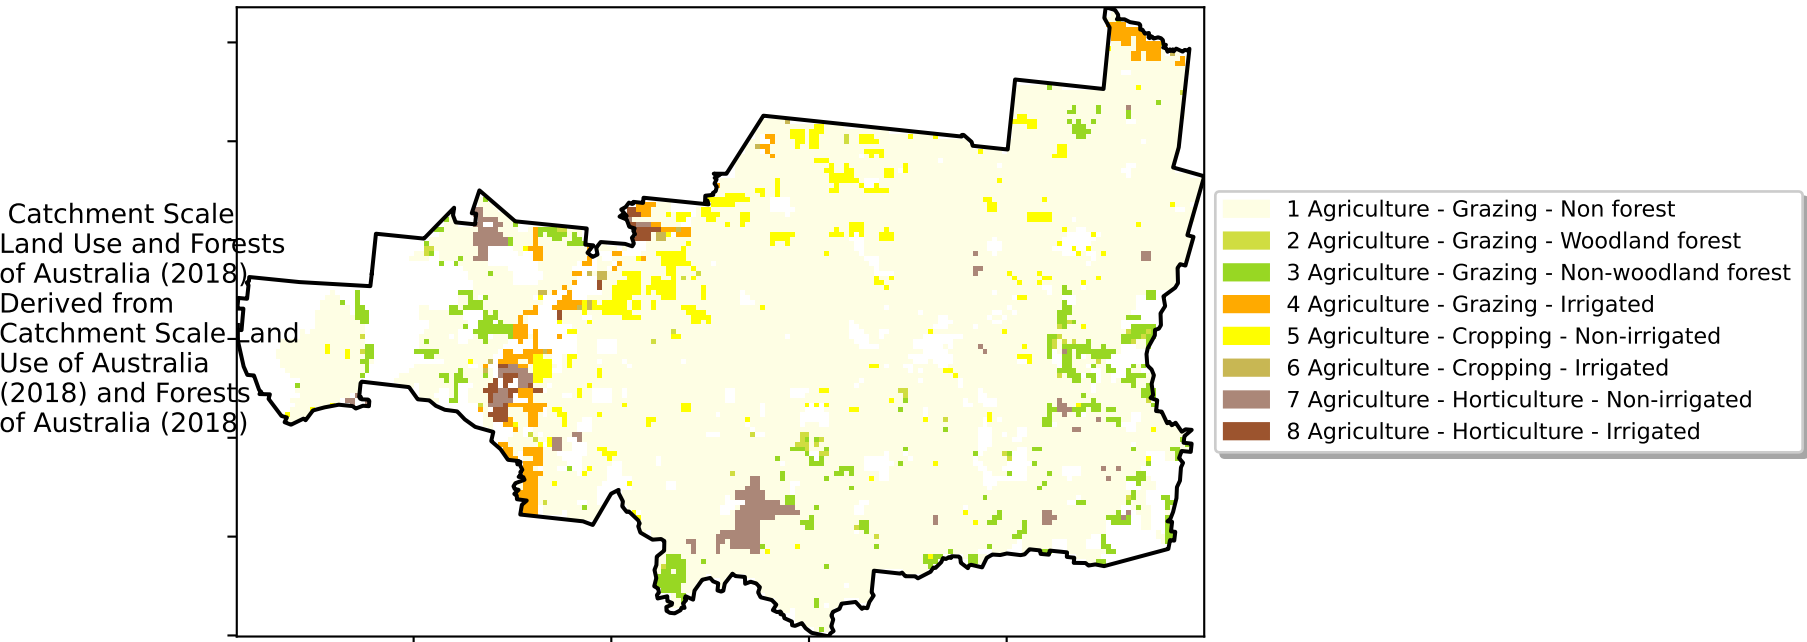 Catchment Scale
Land Use and Forests
of Australia (2018)
Derived from
Catchment Scale Land
Use of Australia
(2018) and Forests
of Australia (2018)
1 Agriculture - Grazing - Non forest
2 Agriculture - Grazing - Woodland forest
3 Agriculture - Grazing - Non-woodland forest
4 Agriculture - Grazing - Irrigated
5 Agriculture - Cropping - Non-irrigated
6 Agriculture - Cropping - Irrigated
7 Agriculture - Horticulture - Non-irrigated
8 Agriculture - Horticulture - Irrigated